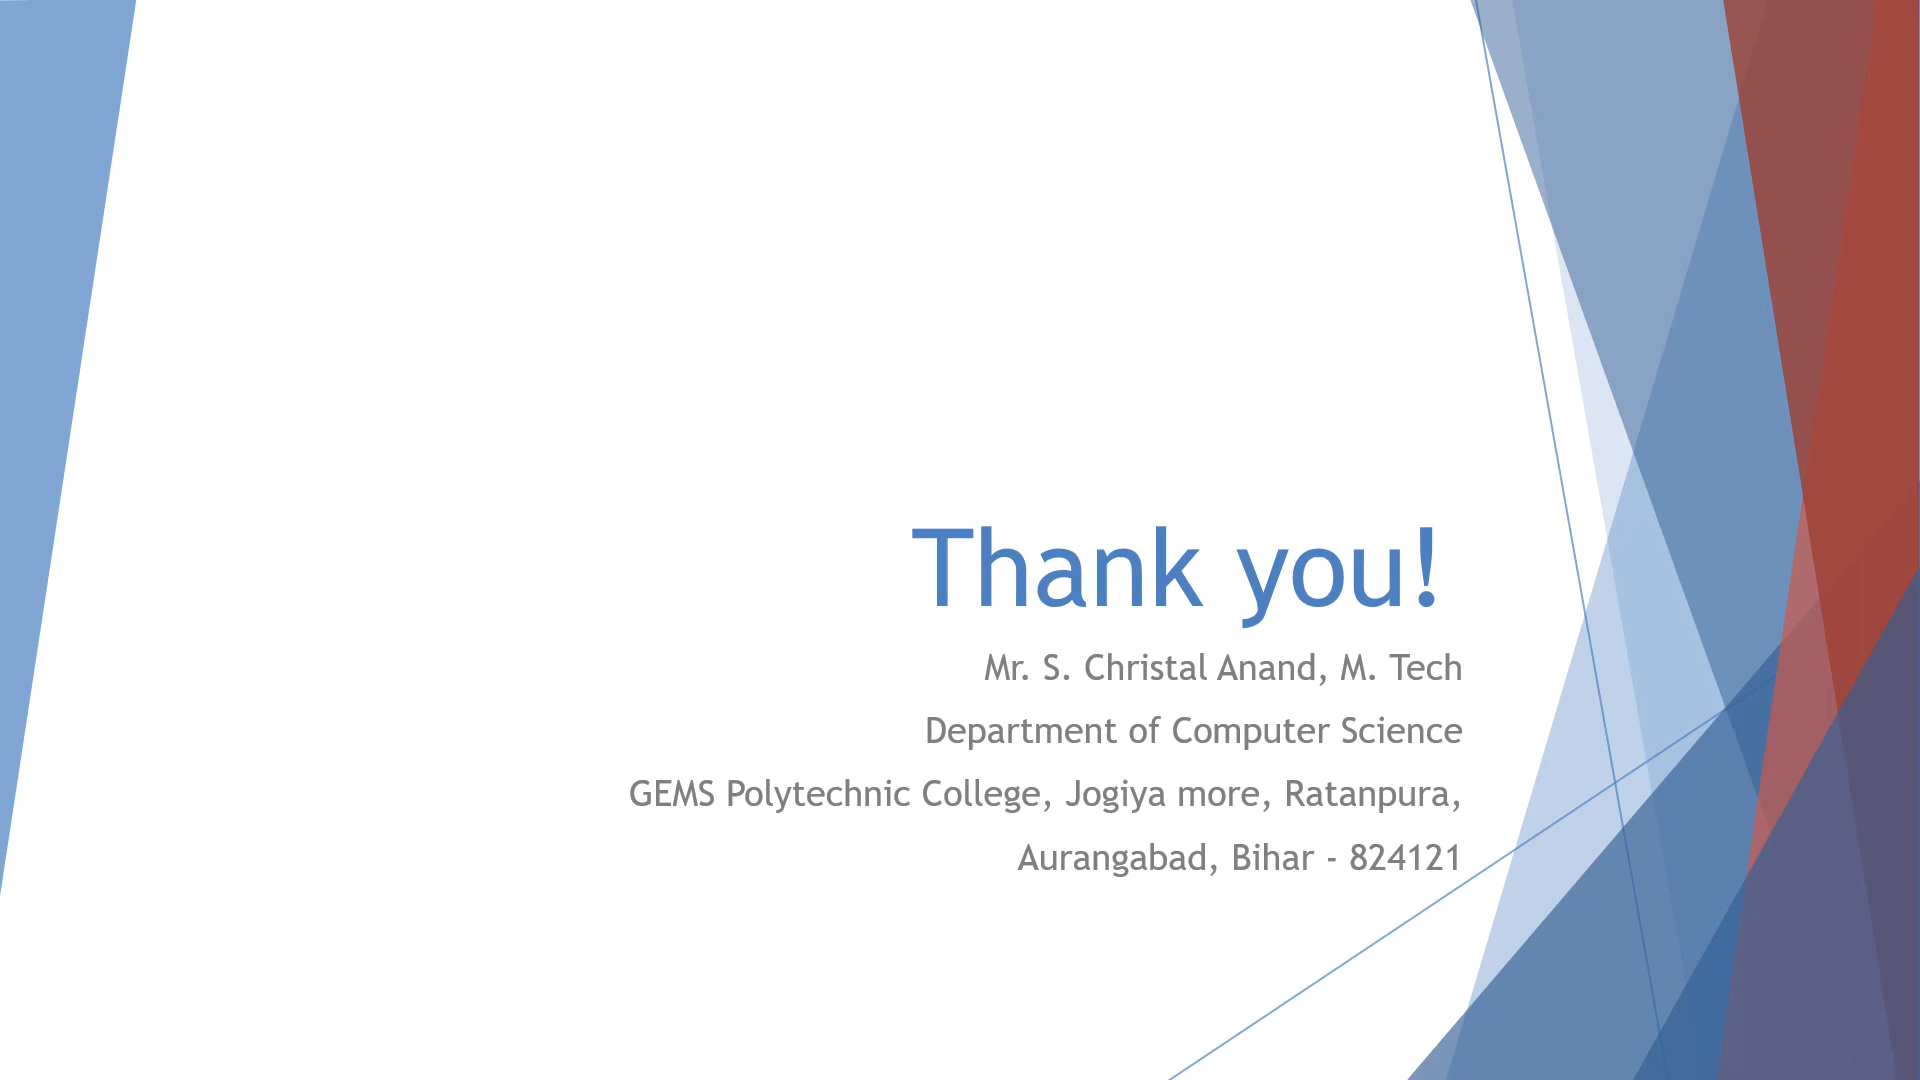 Thank you!
Mr. S. Christal Anand, M. Tech
Department of Computer Science
GEMS Polytechnic College, Jogiya more, Ratanpura,
Aurangabad, Bihar - 824121